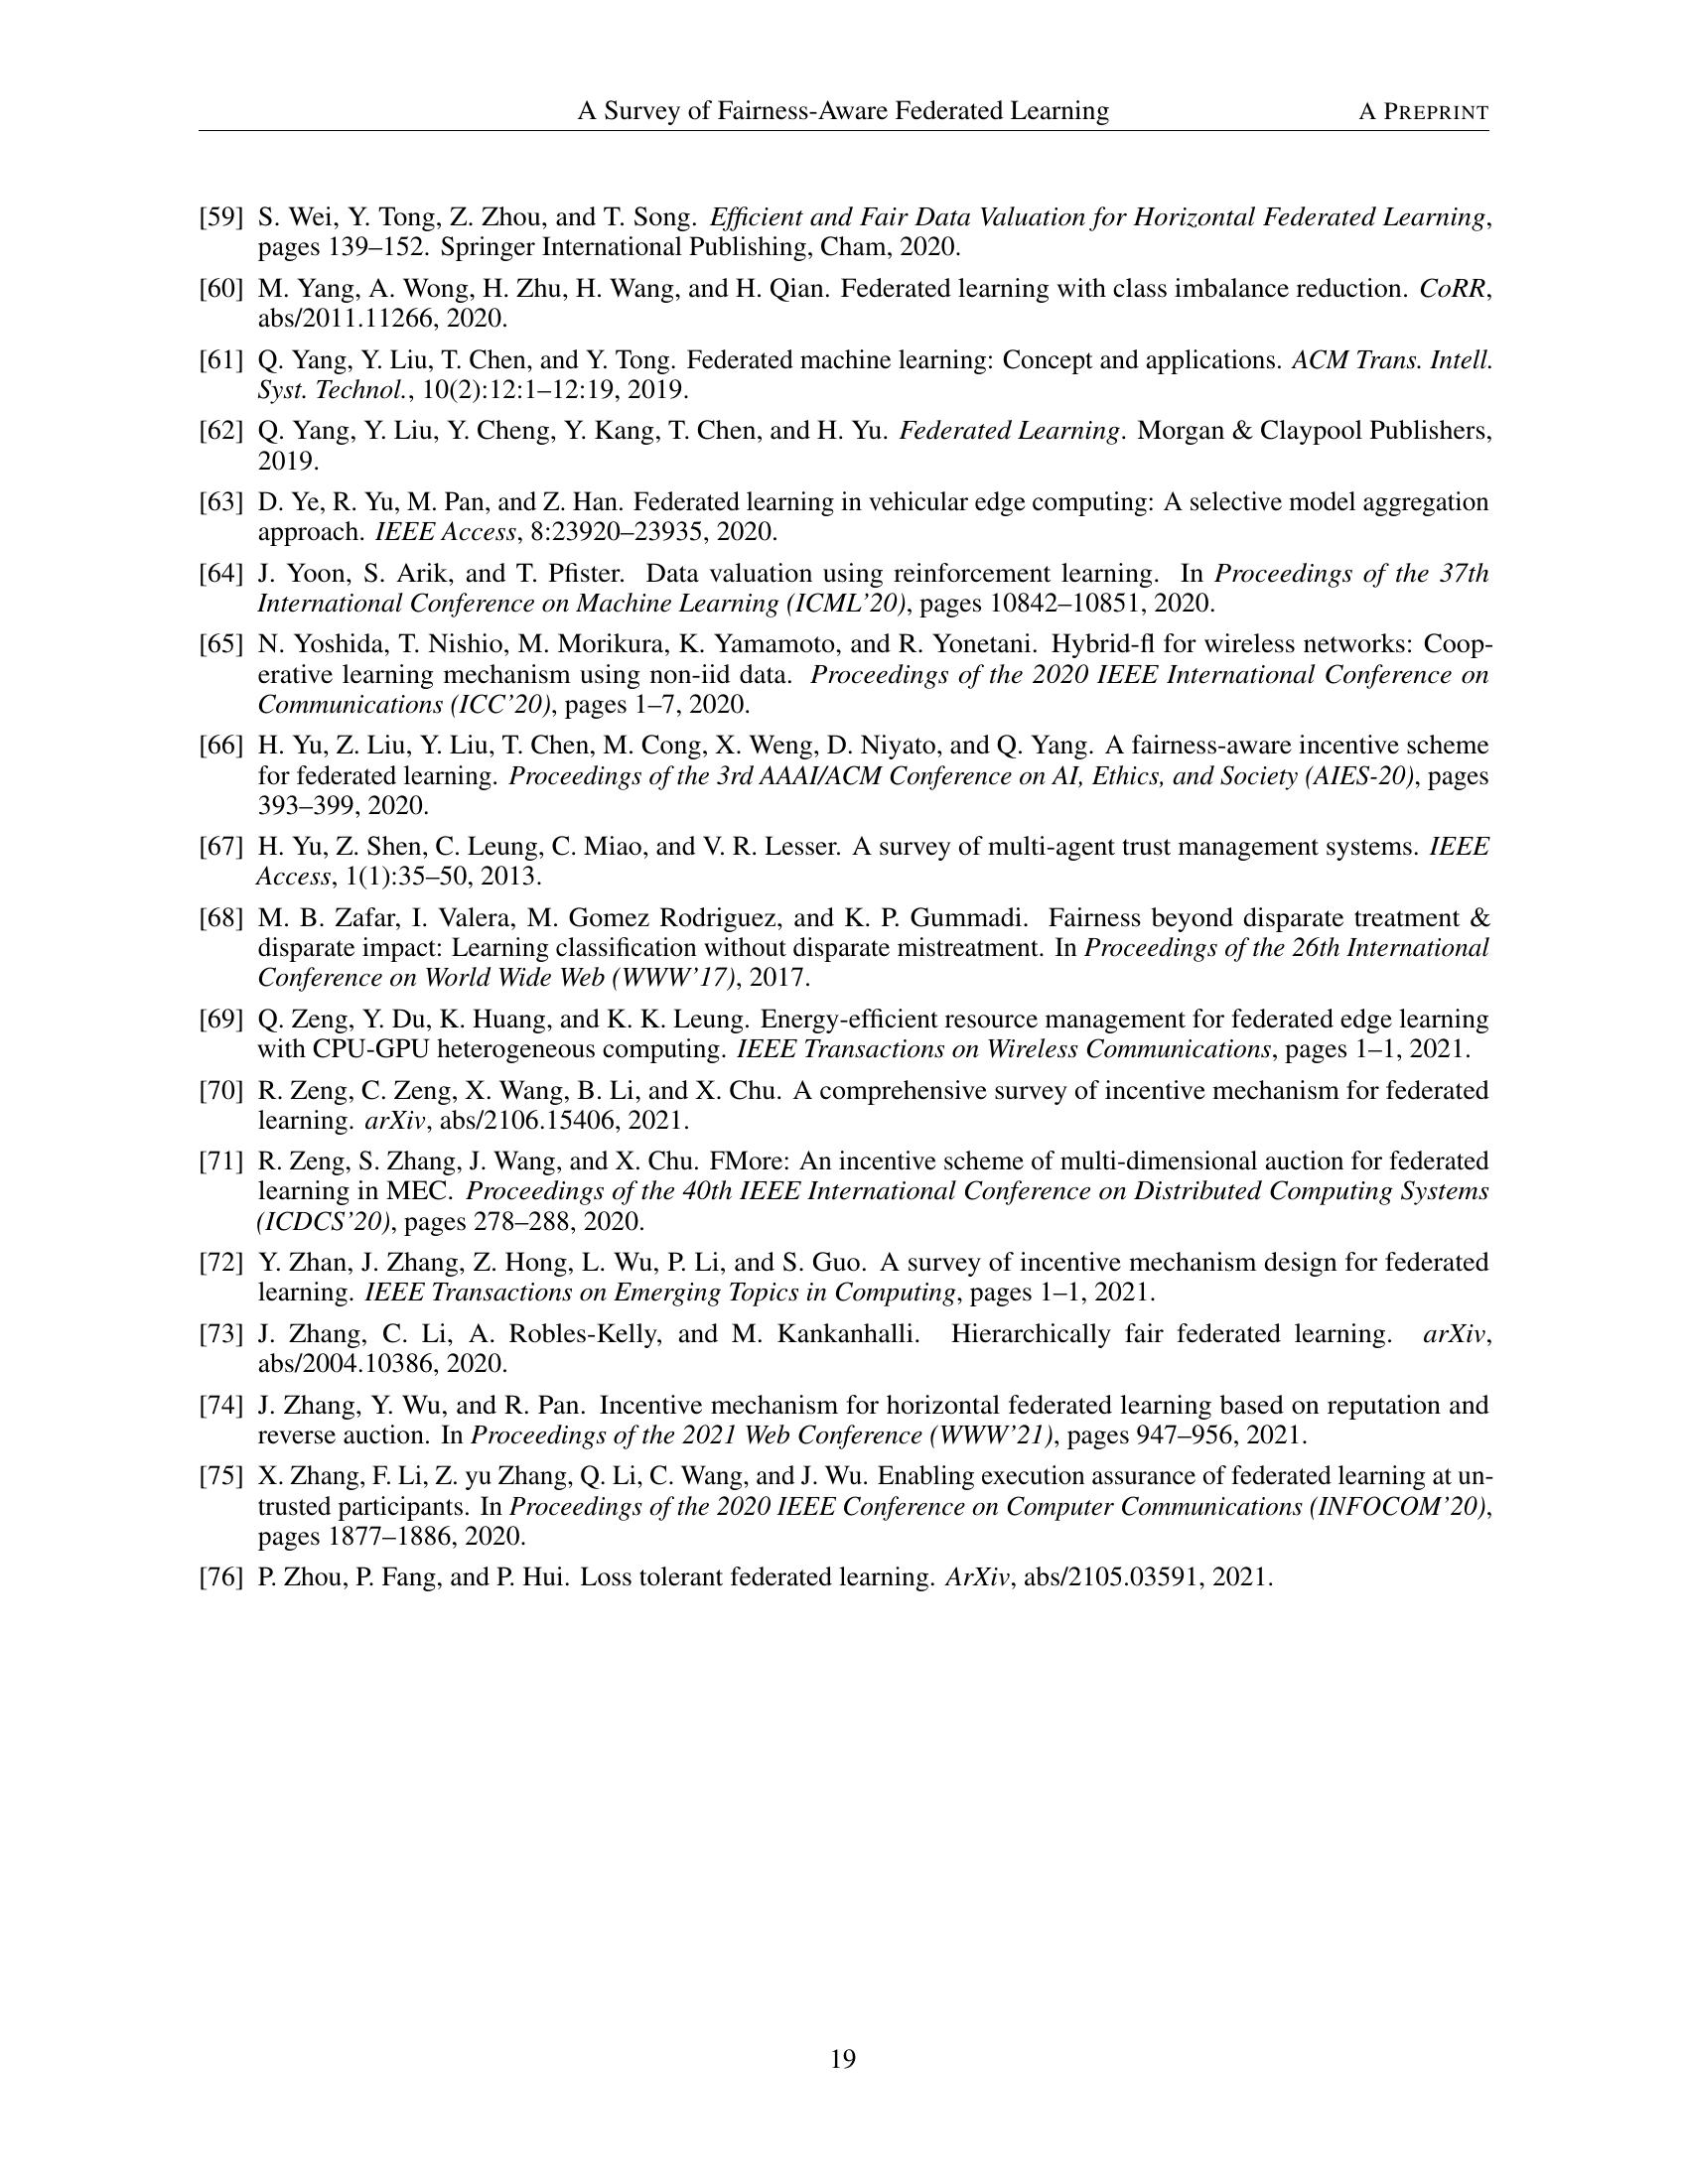 A Survey of Fairness-Aware Federated Learning A PREPRINT
[59] S. Wei, Y. Tong, Z. Zhou, and T. Song. Efficient and Fair Data Valuation for Horizontal Federated Learning,
pages 139–152. Springer International Publishing, Cham, 2020.
[60] M. Yang, A. Wong, H. Zhu, H. Wang, and H. Qian. Federated learning with class imbalance reduction. CoRR,
abs/2011.11266, 2020.
[61] Q. Yang, Y. Liu, T. Chen, and Y. Tong. Federated machine learning: Concept and applications. ACM Trans. Intell.
Syst. Technol., 10(2):12:1–12:19, 2019.
[62] Q. Yang, Y. Liu, Y. Cheng, Y. Kang, T. Chen, and H. Yu. Federated Learning. Morgan & Claypool Publishers,
2019.
[63] D. Ye, R. Yu, M. Pan, and Z. Han. Federated learning in vehicular edge computing: A selective model aggregation
approach. IEEE Access, 8:23920–23935, 2020.
[64] J. Yoon, S. Arik, and T. Pfister. Data valuation using reinforcement learning. In Proceedings of the 37th
International Conference on Machine Learning (ICML'20), pages 10842–10851, 2020.
[65] N. Yoshida, T. Nishio, M. Morikura, K. Yamamoto, and R. Yonetani. Hybrid-fl for wireless networks: Coop-
erative learning mechanism using non-iid data. Proceedings of the 2020 IEEE International Conference on
Communications (ICC'20), pages 1–7, 2020.
[66] H. Yu, Z. Liu, Y. Liu, T. Chen, M. Cong, X. Weng, D. Niyato, and Q. Yang. A fairness-aware incentive scheme
for federated learning. Proceedings of the 3rd AAAI/ACM Conference on AI, Ethics, and Society (AIES-20), pages
393–399, 2020.
[67] H. Yu, Z. Shen, C. Leung, C. Miao, and V. R. Lesser. A survey of multi-agent trust management systems. IEEE
Access, 1(1):35–50, 2013.
[68] M. B. Zafar, I. Valera, M. Gomez Rodriguez, and K. P. Gummadi. Fairness beyond disparate treatment &
disparate impact: Learning classification without disparate mistreatment. In Proceedings of the 26th International
Conference on World Wide Web (WWW'17), 2017.
[69] Q. Zeng, Y. Du, K. Huang, and K. K. Leung. Energy-efficient resource management for federated edge learning
with CPU-GPU heterogeneous computing. IEEE Transactions on Wireless Communications, pages 1–1, 2021.
[70] R. Zeng, C. Zeng, X. Wang, B. Li, and X. Chu. A comprehensive survey of incentive mechanism for federated
learning. arXiv, abs/2106.15406, 2021.
[71] R. Zeng, S. Zhang, J. Wang, and X. Chu. FMore: An incentive scheme of multi-dimensional auction for federated
learning in MEC. Proceedings of the 40th IEEE International Conference on Distributed Computing Systems
(ICDCS'20), pages 278–288, 2020.
[72] Y. Zhan, J. Zhang, Z. Hong, L. Wu, P. Li, and S. Guo. A survey of incentive mechanism design for federated
learning. IEEE Transactions on Emerging Topics in Computing, pages 1–1, 2021.
[73] J. Zhang, C. Li, A. Robles-Kelly, and M. Kankanhalli. Hierarchically fair federated learning. arXiv,
abs/2004.10386, 2020.
[74] J. Zhang, Y. Wu, and R. Pan. Incentive mechanism for horizontal federated learning based on reputation and
reverse auction. In Proceedings of the 2021 Web Conference (WWW'21), pages 947–956, 2021.
[75] X. Zhang, F. Li, Z. yu Zhang, Q. Li, C. Wang, and J. Wu. Enabling execution assurance of federated learning at un-
trusted participants. In Proceedings of the 2020 IEEE Conference on Computer Communications (INFOCOM'20),
pages 1877–1886, 2020.
[76] P. Zhou, P. Fang, and P. Hui. Loss tolerant federated learning. ArXiv, abs/2105.03591, 2021.
19